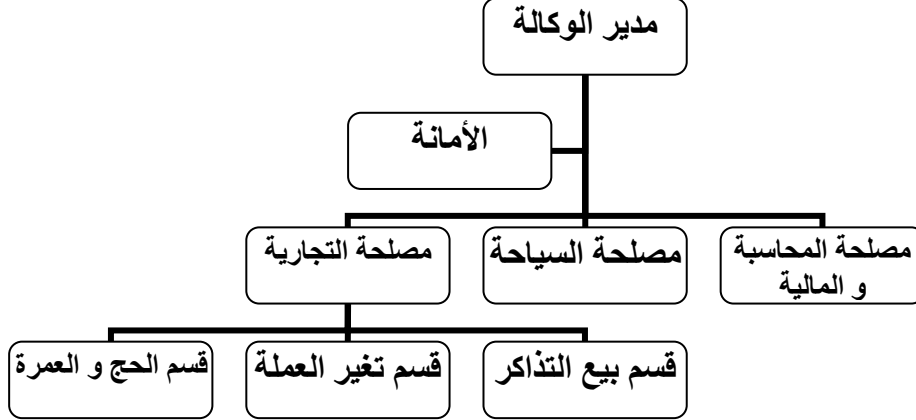 مدير الوكالة
الأمانة
مصلحة المحاسبة
و المالية
مصلحة السياحة
مصلحة التجارية
قسم بيع التذاكر
قسم تغير العملة
قسم الحج و العمرة